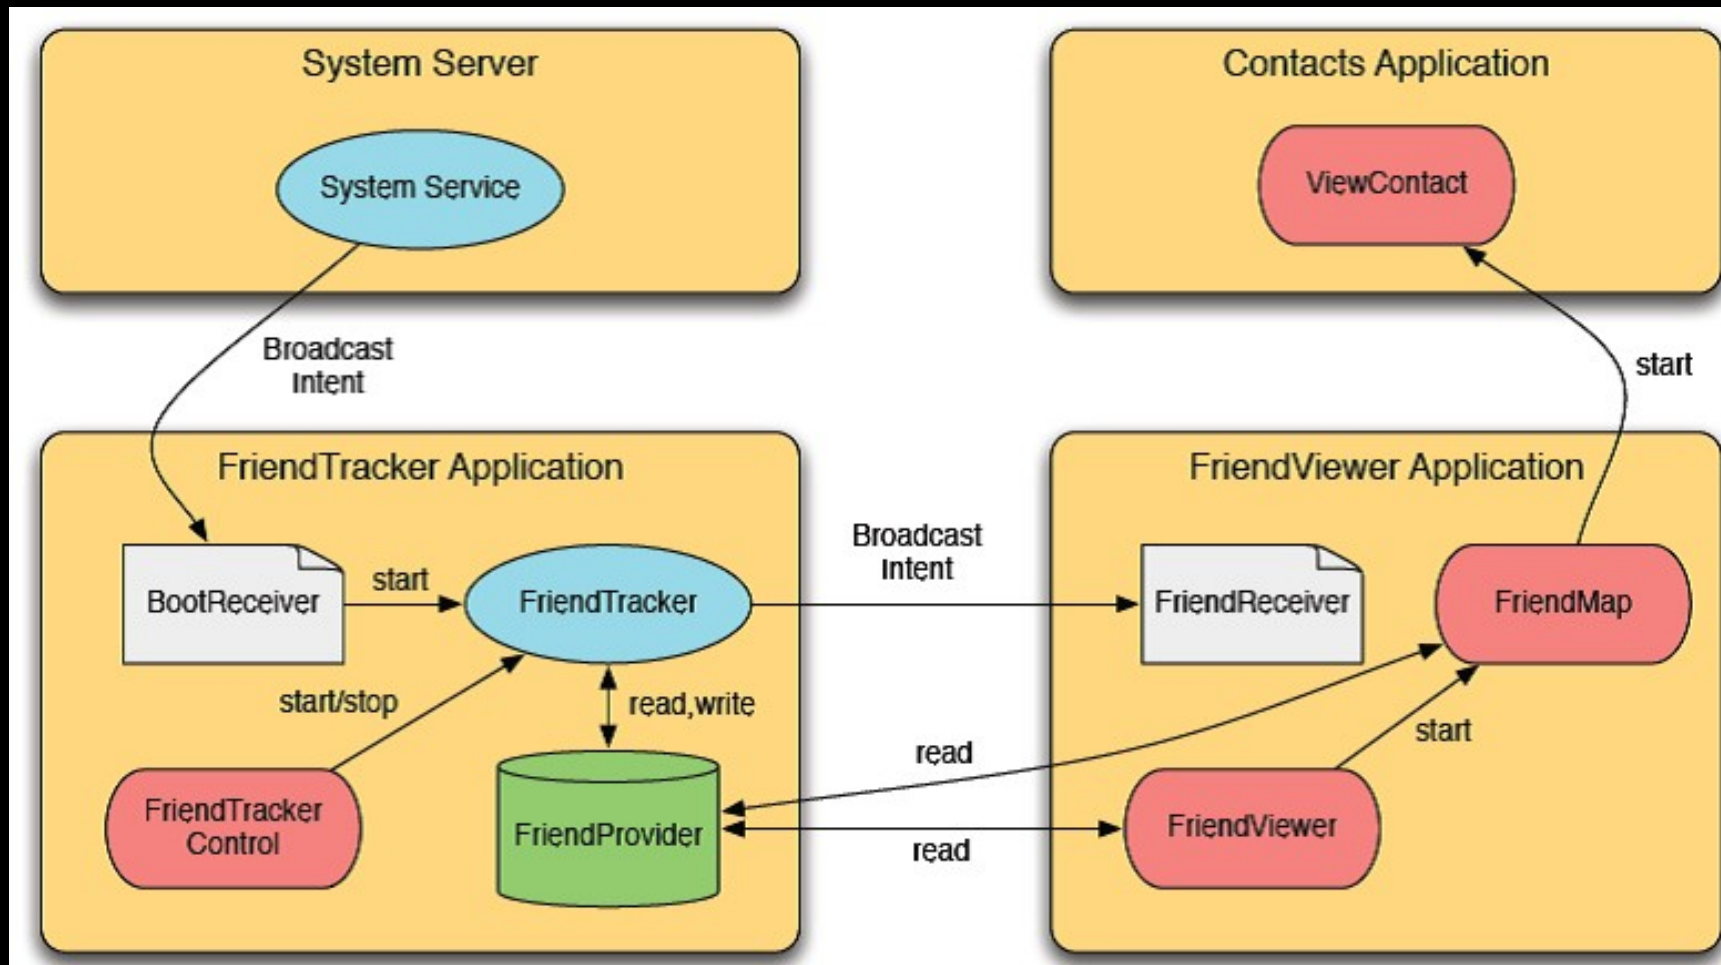 System Server
System Service
Contacts Application
ViewContact
Broadcast
Intent
start
FriendTracker Application
BootReceiver
start
FriendTracker
start/stop
read,write
FriendTracker
Control
FriendProvider
Broadcast
Intent
read
read
FriendViewer Application
FriendReceiver
FriendMap
start
FriendViewer